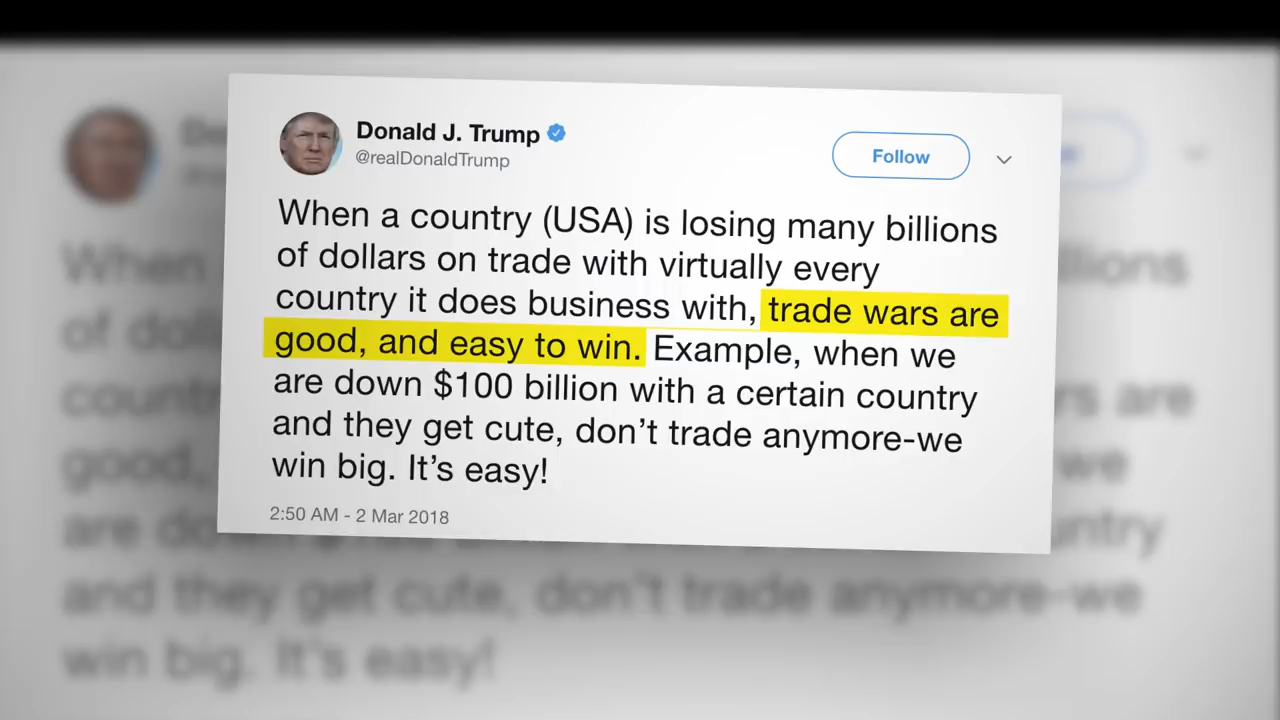 Donald J. Trump
@realDonaldTrump
Follow
When a country (USA) is losing many billions
of dollars on trade with virtually every
country it does business with, trade wars are
good, and easy to win. Example, when we
are down $100 billion with a certain country
and they get cute, don’t trade anymore-we
win big. It’s easy!
2:50 AM - 2 Mar 2018